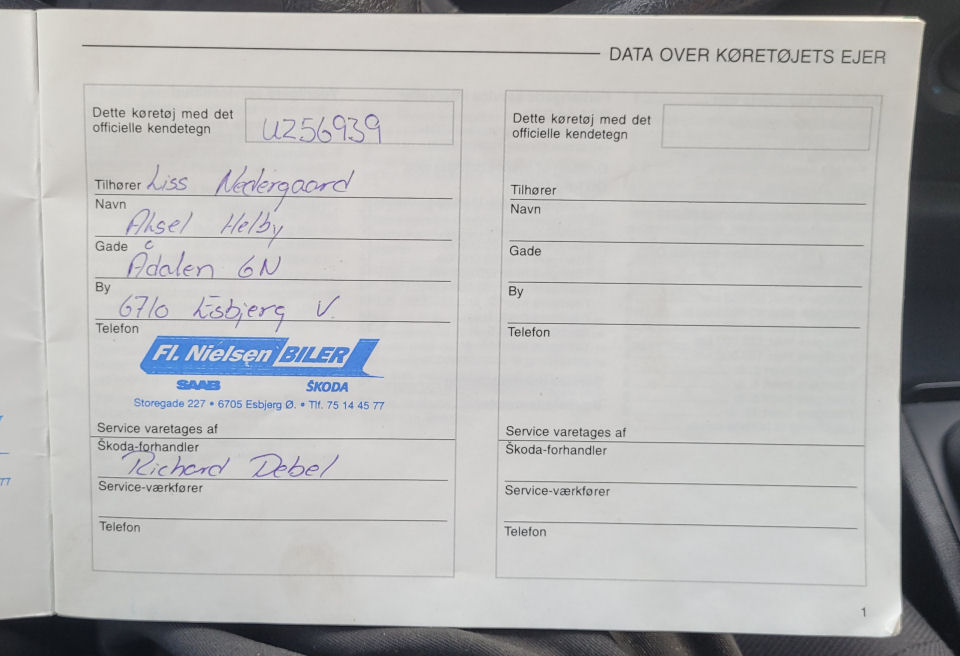 DATA OVER KØRETØJETS EJER
Dette køretøj med det
officielle kendetegn
UZ56939
Tilhører Liss Nedergaard
Navn
Aksel Helby
Gade
Ådalen 6N
By
6710 Esbjerg V.
Telefon
Fl. Nielsen BILER
SAAB ŠKODA
Storegade 227 • 6705 Esbjerg Ø. • Tlf. 75 14 45 77
Service varetages af
Škoda-forhandler
Richard Debel
Service-værkfører
Telefon
Dette køretøj med det
officielle kendetegn
Tilhører
Navn
Gade
By
Telefon
Service varetages af
Škoda-forhandler
Service-værkfører
Telefon
1
77